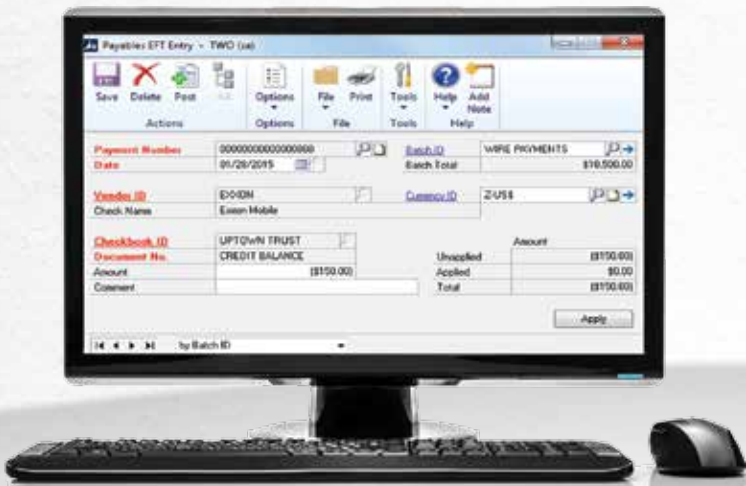 Payables EFT Entry - TWO (sa)
Save Delete Post Options File Print Tools Help Add Note
Actions Options File Tools Help
Payment Number 00000000000000868 Batch ID WIRE PAYMENTS
Date 01/28/2015 Batch Total $10,500.00
Vendor ID EXXON Currency ID Z-US$
Check Name Exxon Mobile
Checkbook ID UPTOWN TRUST Amount
Document No. CREDIT BALANCE Unapplied ($150.00)
Amount ($150.00) Applied $0.00
Comment Total ($150.00)
Apply
by Batch ID